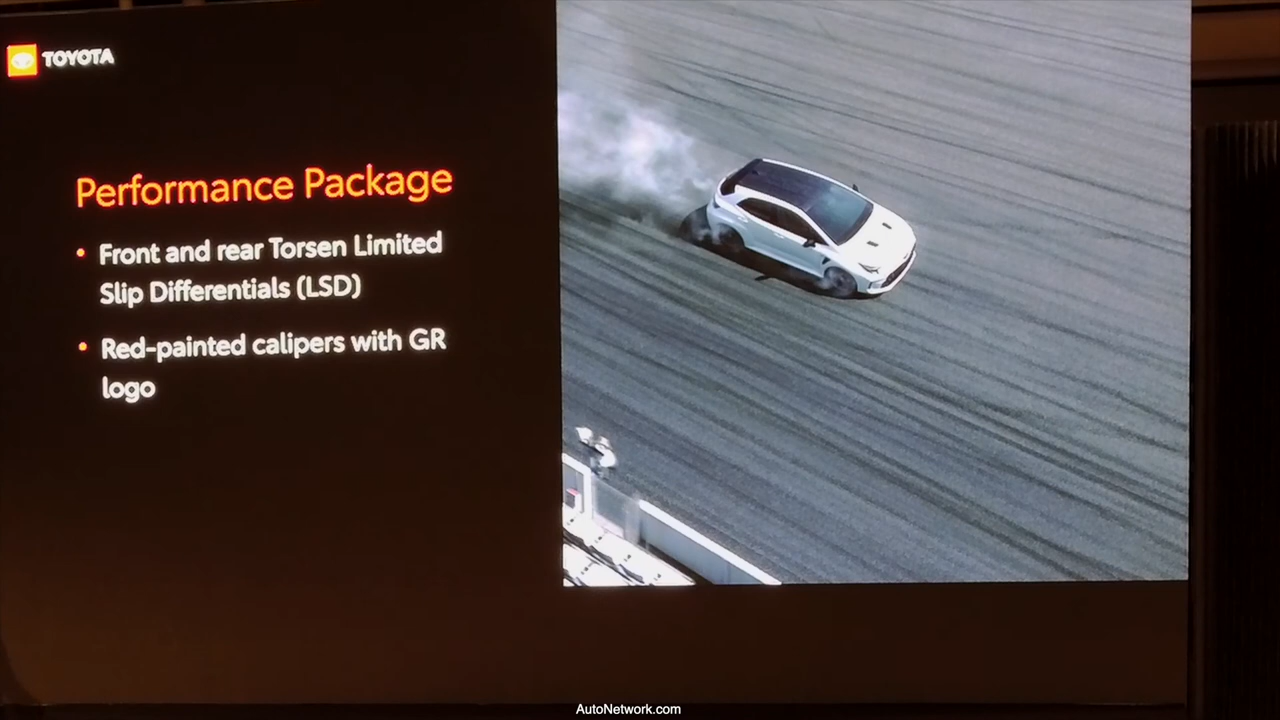 TOYOTA
Performance Package
• Front and rear Torsen Limited
Slip Differentials (LSD)
• Red-painted calipers with GR
logo
AutoNetwork.com